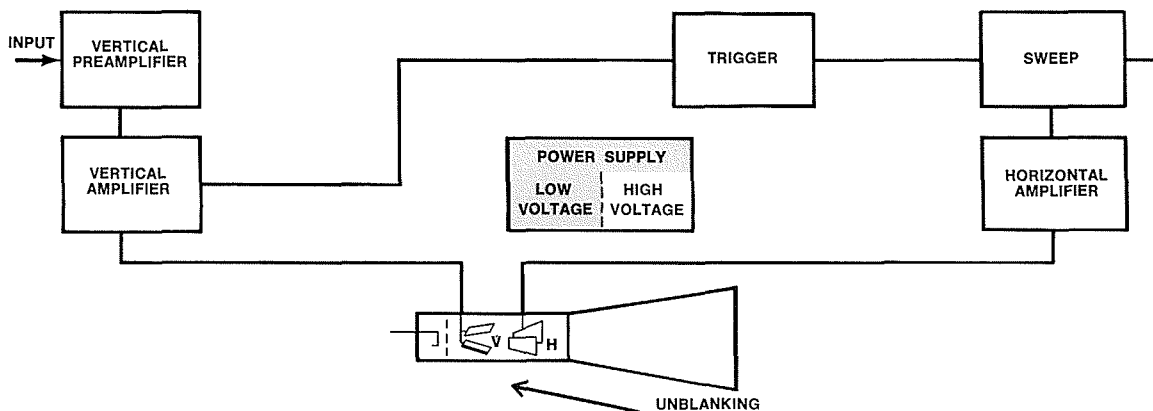 INPUT
VERTICAL
PREAMPLIFIER
TRIGGER
SWEEP
VERTICAL
AMPLIFIER
POWER SUPPLY
LOW
VOLTAGE
HIGH
VOLTAGE
HORIZONTAL
AMPLIFIER
V
H
UNBLANKING